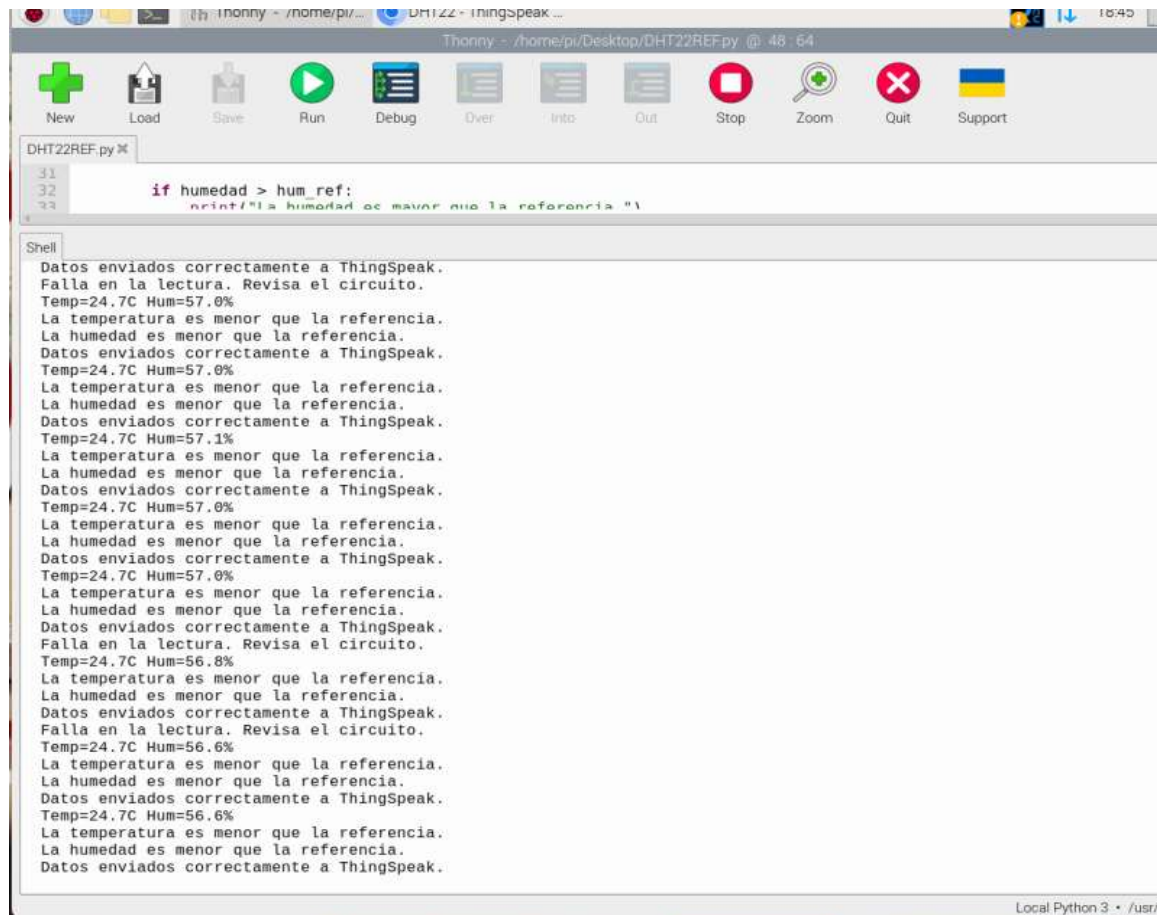 Thonny - /home/pi/... DHT22 - ThingSpeak ... 18:45
Thonny - /home/pi/Desktop/DHT22REF.py @ 48 : 64
New Load Save Run Debug Over Into Out Stop Zoom Quit Support
DHT22REF.py
31
32 if humedad > hum_ref:
33 print("La humedad es mayor que la referencia.")
Shell
Datos enviados correctamente a ThingSpeak.
Falla en la lectura. Revisa el circuito.
Temp=24.7C Hum=57.0%
La temperatura es menor que la referencia.
La humedad es menor que la referencia.
Datos enviados correctamente a ThingSpeak.
Temp=24.7C Hum=57.0%
La temperatura es menor que la referencia.
La humedad es menor que la referencia.
Datos enviados correctamente a ThingSpeak.
Temp=24.7C Hum=57.1%
La temperatura es menor que la referencia.
La humedad es menor que la referencia.
Datos enviados correctamente a ThingSpeak.
Temp=24.7C Hum=57.0%
La temperatura es menor que la referencia.
La humedad es menor que la referencia.
Datos enviados correctamente a ThingSpeak.
Temp=24.7C Hum=57.0%
La temperatura es menor que la referencia.
La humedad es menor que la referencia.
Datos enviados correctamente a ThingSpeak.
Falla en la lectura. Revisa el circuito.
Temp=24.7C Hum=56.8%
La temperatura es menor que la referencia.
La humedad es menor que la referencia.
Datos enviados correctamente a ThingSpeak.
Falla en la lectura. Revisa el circuito.
Temp=24.7C Hum=56.6%
La temperatura es menor que la referencia.
La humedad es menor que la referencia.
Datos enviados correctamente a ThingSpeak.
Temp=24.7C Hum=56.6%
La temperatura es menor que la referencia.
La humedad es menor que la referencia.
Datos enviados correctamente a ThingSpeak.
Local Python 3 • /usr/